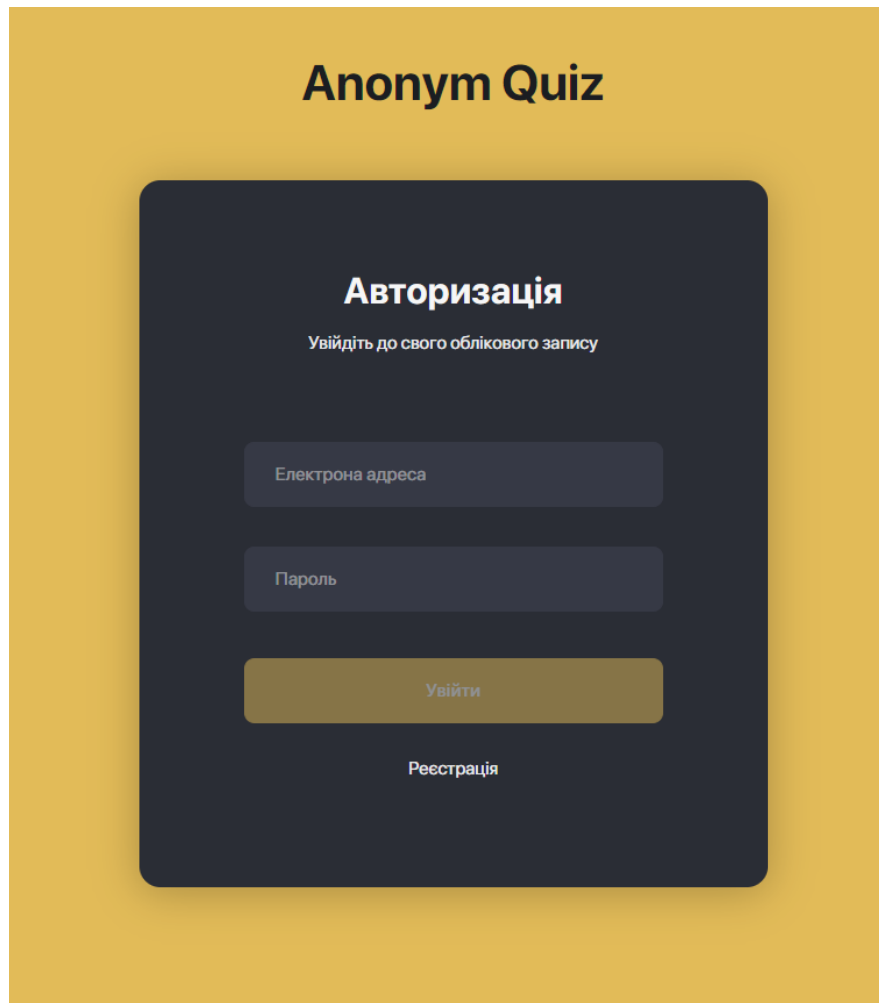 Anonym Quiz
Авторизація
Увійдіть до свого облікового запису
Електрона адреса
Пароль
Увійти
Реєстрація